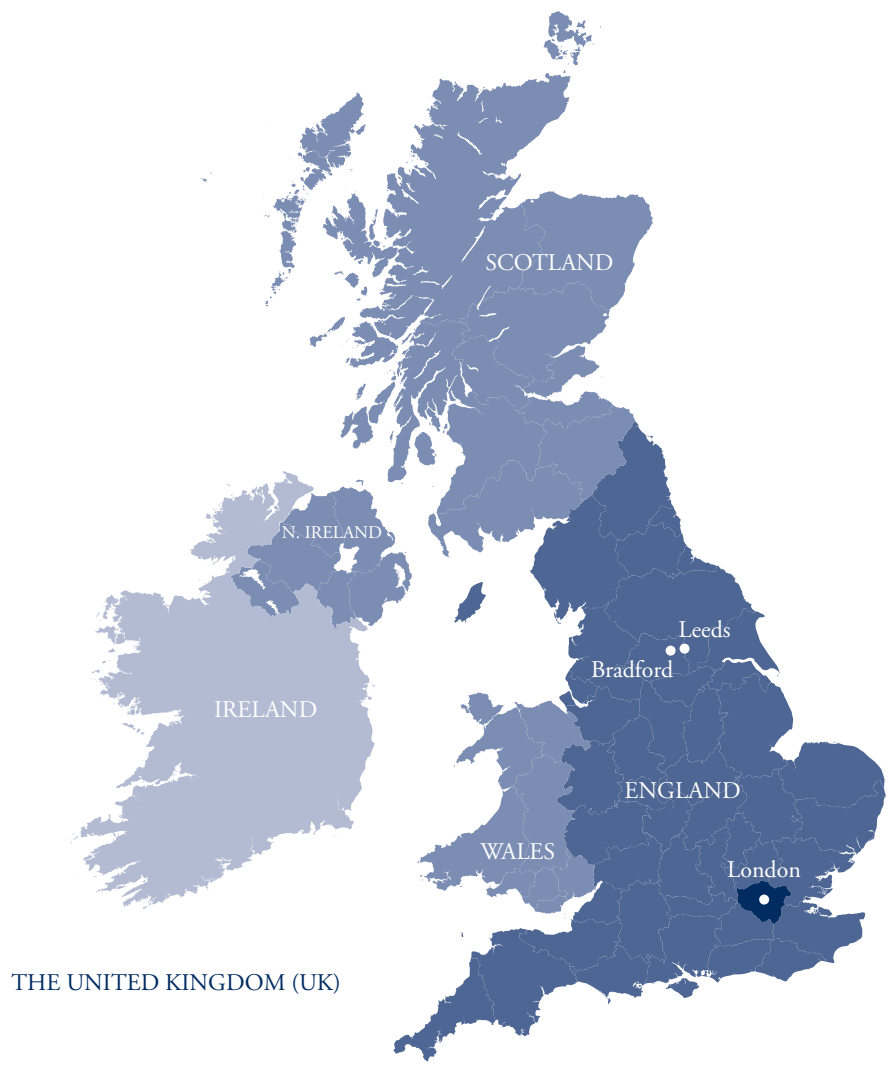 SCOTLAND
N. IRELAND
Leeds
Bradford
IRELAND
ENGLAND
WALES
London
THE UNITED KINGDOM (UK)